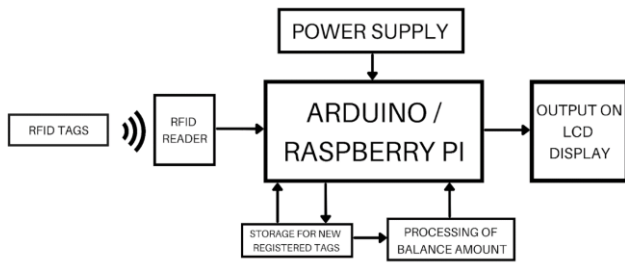 POWER SUPPLY
RFID TAGS
RFID
READER
ARDUINO /
RASPBERRY PI
OUTPUT ON
LCD
DISPLAY
STORAGE FOR NEW
REGISTERED TAGS
PROCESSING OF
BALANCE AMOUNT